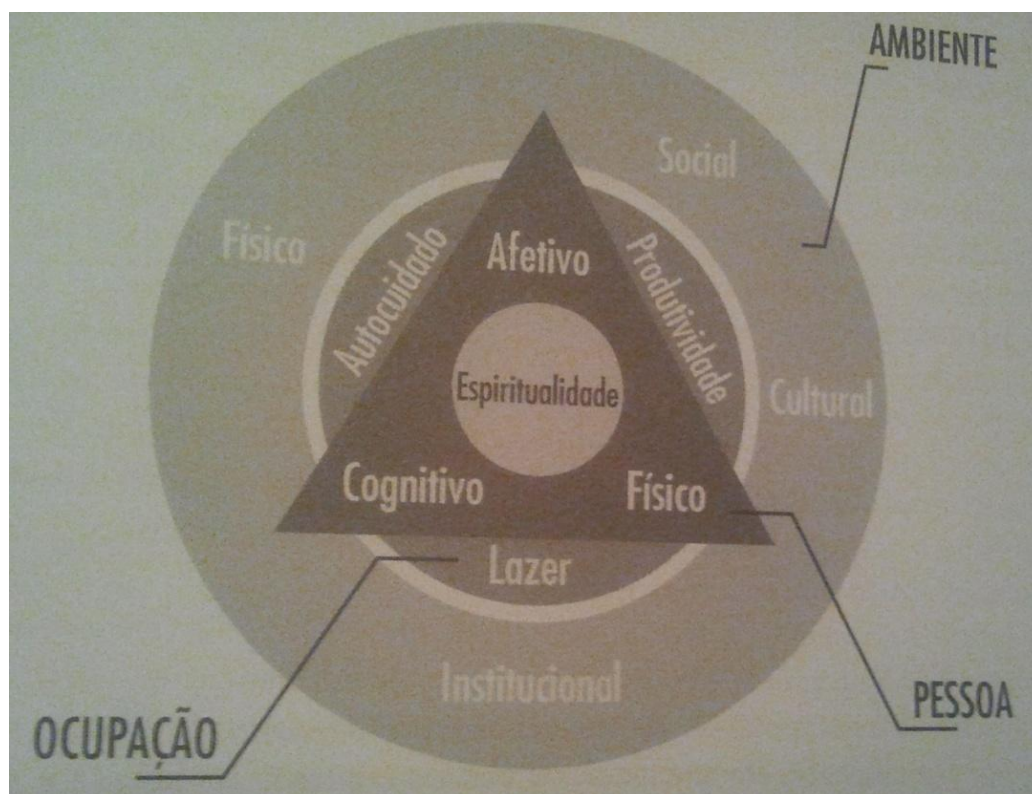 AMBIENTE
Social
Física
Afetivo
Autocuidado
Produtividade
Espiritualidade
Cultural
Cognitivo
Físico
Lazer
Institucional
PESSOA
OCUPAÇÃO